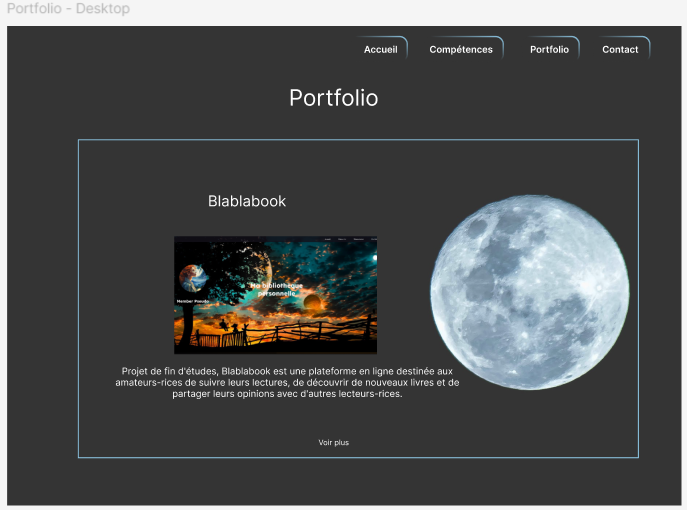 Portfolio - Desktop
Accueil
Compétences
Portfolio
Contact
Portfolio
Blablabook
Ma bibliothèque
personnelle
Member Pseudo
Projet de fin d'études, Blablabook est une plateforme en ligne destinée aux
amateurs-rices de suivre leurs lectures, de découvrir de nouveaux livres et de
partager leurs opinions avec d'autres lecteurs-rices.
Voir plus